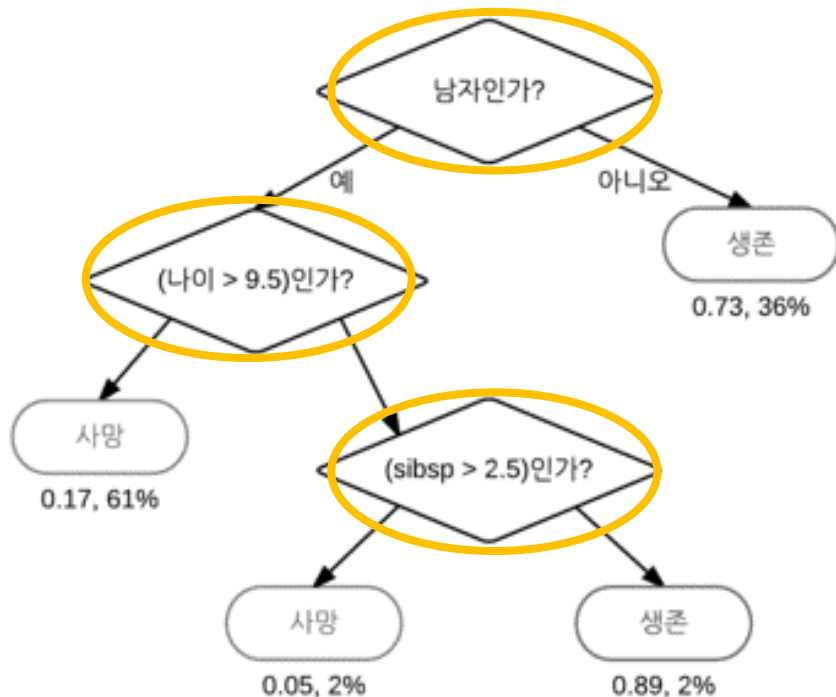 남자인가?
예
아니오
생존
0.73, 36%
(나이 > 9.5)인가?
사망
0.17, 61%
(sibsp > 2.5)인가?
사망
0.05, 2%
생존
0.89, 2%